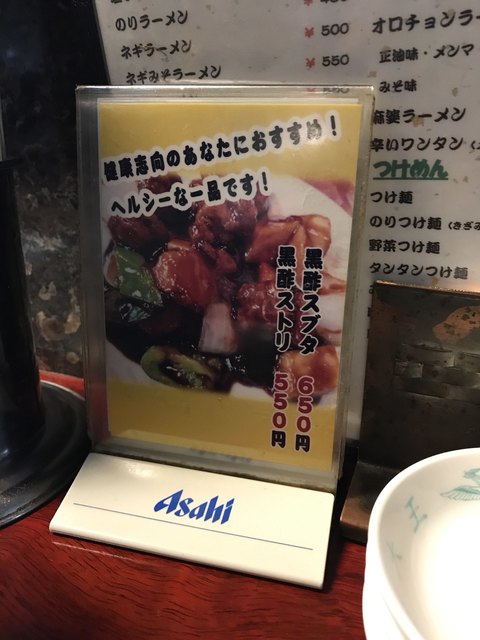 のりラーメン
ネギラーメン
ネギみそラーメン
¥ 500
¥ 550
オロチョンラー
正油味・メンマ
みそ味
麻婆ラーメン
辛いワンタン
つけめん
つけ麺
のりつけ麺 (きざみ
野菜つけ麺
タンタンつけ麺
健康志向のあなたにおすすめ!
ヘルシーな一品です!
黒酢スブタ 650円
黒酢ストリ 550円
Asahi
王